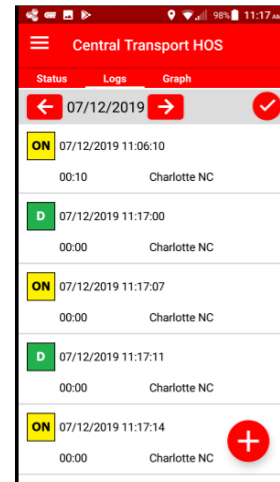 98% 11:17 AM
Central Transport HOS
Status Logs Graph
07/12/2019
ON 07/12/2019 11:06:10
00:10 Charlotte NC
D 07/12/2019 11:17:00
00:00 Charlotte NC
ON 07/12/2019 11:17:07
00:00 Charlotte NC
D 07/12/2019 11:17:11
00:00 Charlotte NC
ON 07/12/2019 11:17:14
00:00 Charlotte NC